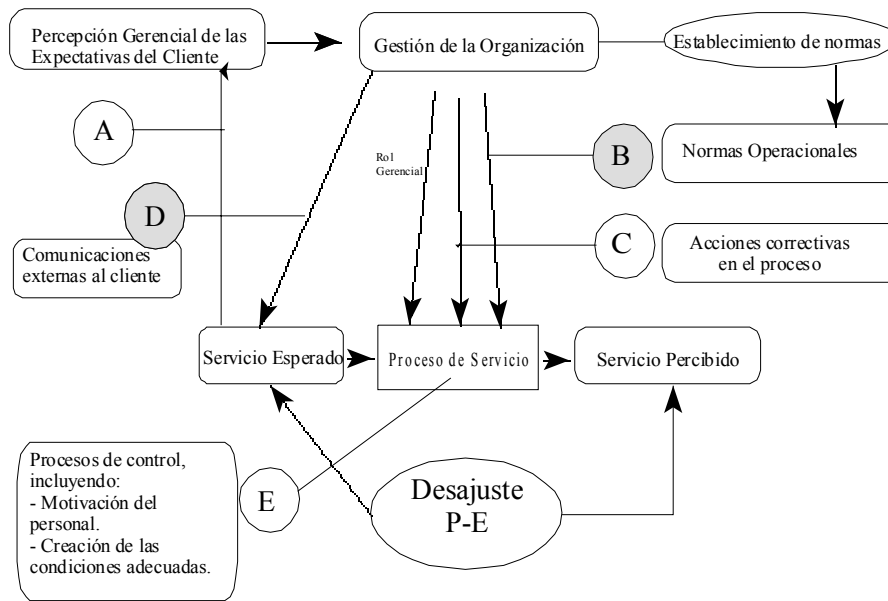 Percepción Gerencial de las
Expectativas del Cliente
Gestión de la Organización
Establecimiento de normas
A
Rol
Gerencial
B
Normas Operacionales
D
Comunicaciones
externas al cliente
C
Acciones correctivas
en el proceso
Servicio Esperado
Proceso de Servicio
Servicio Percibido
Procesos de control,
incluyendo:
- Motivación del
personal.
- Creación de las
condiciones adecuadas.
E
Desajuste
P-E